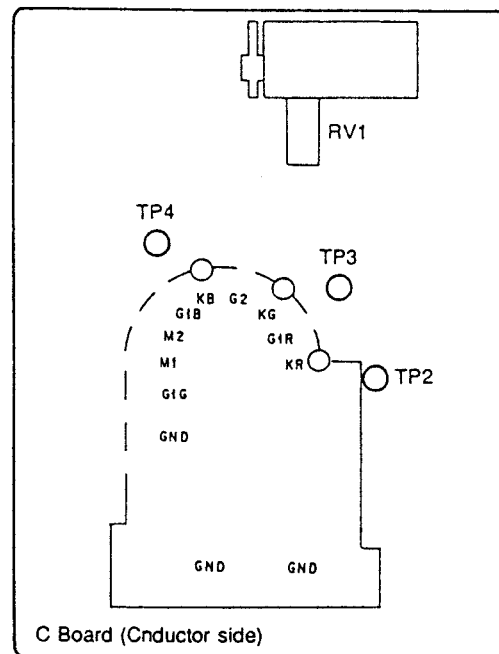 RV1
TP4
TP3
KB G2
G1B KG
M2 G1R
M1 KR
TP2
G1G
GND
GND GND
C Board (Cnductor side)